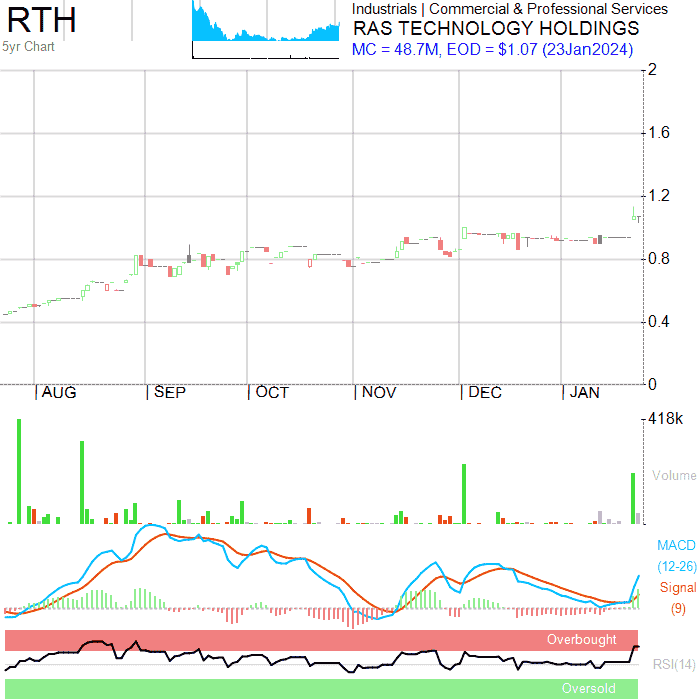 RTH
5yr Chart
Industrials | Commercial & Professional Services
RAS TECHNOLOGY HOLDINGS
MC = 48.7M, EOD = $1.07 (23Jan2024)
2
1.6
1.2
0.8
0.4
0
AUG SEP OCT NOV DEC JAN
418k
Volume
MACD
(12-26)
Signal
(9)
Overbought
RSI(14)
Oversold